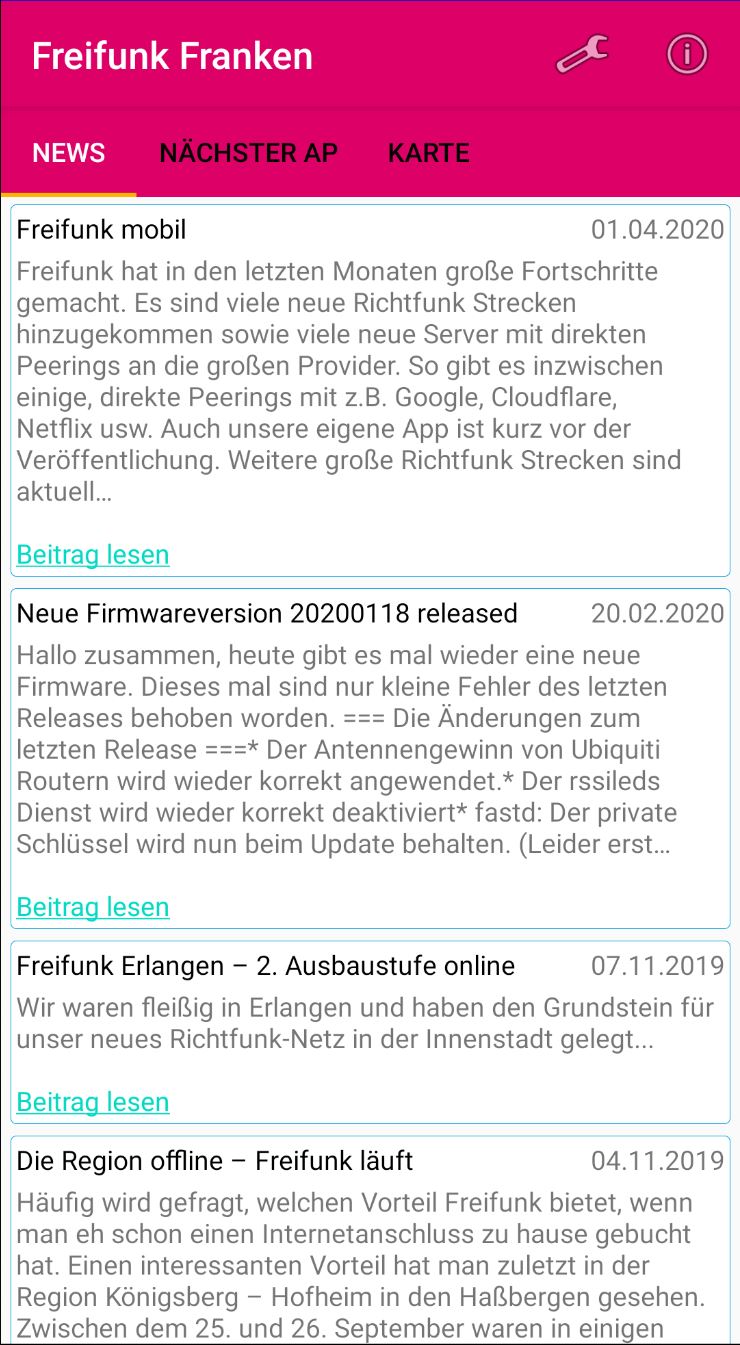 Freifunk Franken
NEWS NÄCHSTER AP KARTE
Freifunk mobil 01.04.2020
Freifunk hat in den letzten Monaten große Fortschritte
gemacht. Es sind viele neue Richtfunk Strecken
hinzugekommen sowie viele neue Server mit direkten
Peerings an die großen Provider. So gibt es inzwischen
einige, direkte Peerings mit z.B. Google, Cloudflare,
Netflix usw. Auch unsere eigene App ist kurz vor der
Veröffentlichung. Weitere große Richtfunk Strecken sind
aktuell…
Beitrag lesen
Neue Firmwareversion 20200118 released 20.02.2020
Hallo zusammen, heute gibt es mal wieder eine neue
Firmware. Dieses mal sind nur kleine Fehler des letzten
Releases behoben worden. === Die Änderungen zum
letzten Release ===* Der Antennengewinn von Ubiquiti
Routern wird wieder korrekt angewendet.* Der rssileds
Dienst wird wieder korrekt deaktiviert* fastd: Der private
Schlüssel wird nun beim Update behalten. (Leider erst…
Beitrag lesen
Freifunk Erlangen – 2. Ausbaustufe online 07.11.2019
Wir waren fleißig in Erlangen und haben den Grundstein für
unser neues Richtfunk-Netz in der Innenstadt gelegt...
Beitrag lesen
Die Region offline – Freifunk läuft 04.11.2019
Häufig wird gefragt, welchen Vorteil Freifunk bietet, wenn
man eh schon einen Internetanschluss zu hause gebucht
hat. Einen interessanten Vorteil hat man zuletzt in der
Region Königsberg – Hofheim in den Haßbergen gesehen.
Zwischen dem 25. und 26. September waren in einigen